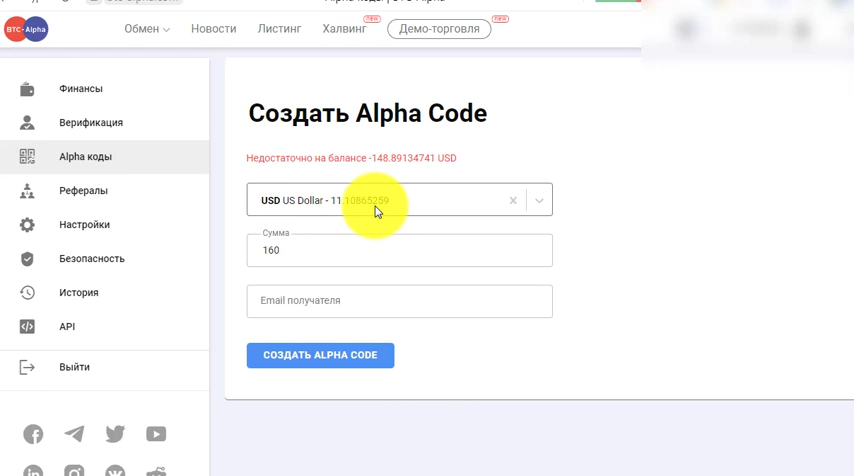 BTC-Alpha
Обмен
Новости
Листинг
Халвинг
new
Демо-торговля
new
Финансы
Верификация
Alpha коды
Рефералы
Настройки
Безопасность
История
API
Выйти
Создать Alpha Code
Недостаточно на балансе -148.89134741 USD
USD US Dollar - 11.10865259
Сумма
160
Email получателя
СОЗДАТЬ ALPHA CODE